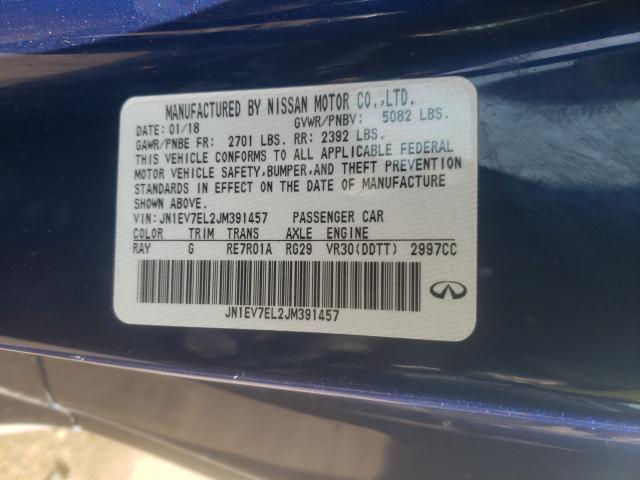 MANUFACTURED BY NISSAN MOTOR CO.,LTD.
DATE: 01/18 GVWR/PNBV: 5082 LBS.
GAWR/PNBE FR: 2701 LBS. RR: 2392 LBS.
THIS VEHICLE CONFORMS TO ALL APPLICABLE FEDERAL
MOTOR VEHICLE SAFETY, BUMPER, AND THEFT PREVENTION
STANDARDS IN EFFECT ON THE DATE OF MANUFACTURE
SHOWN ABOVE.
VIN: JN1EV7EL2JM391457 PASSENGER CAR
COLOR TRIM TRANS AXLE ENGINE
RAY G RE7R01A RG29 VR30(DDTT) 2997CC
JN1EV7EL2JM391457